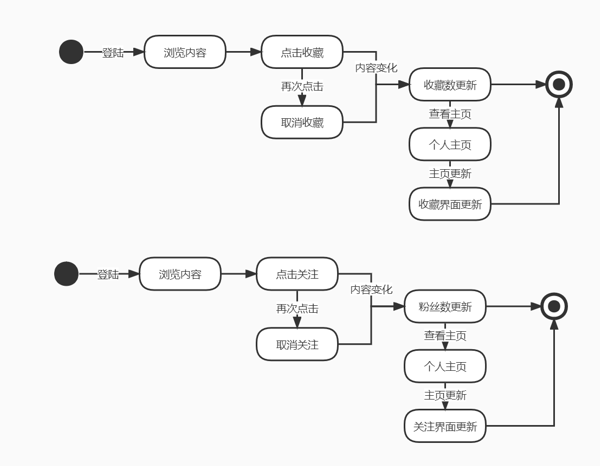 登陆
浏览内容
点击收藏
内容变化
再次点击
取消收藏
收藏数更新
查看主页
个人主页
主页更新
收藏界面更新
登陆
浏览内容
点击关注
内容变化
再次点击
取消关注
粉丝数更新
查看主页
个人主页
主页更新
关注界面更新